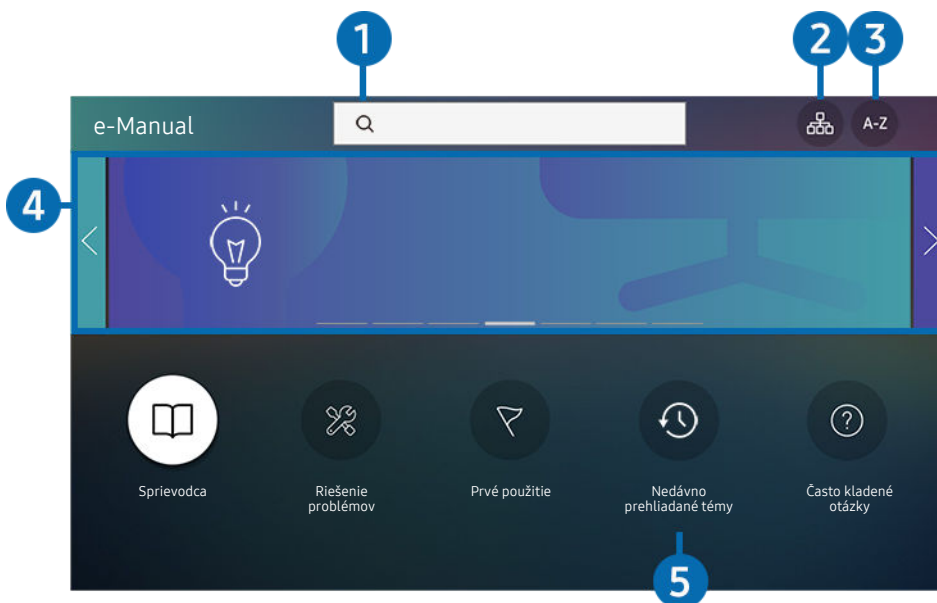 1
2
3
e-Manual
A-Z
4
Sprievodca
Riešenie
problémov
Prvé použitie
Nedávno
prehliadané témy
Často kladené
otázky
5